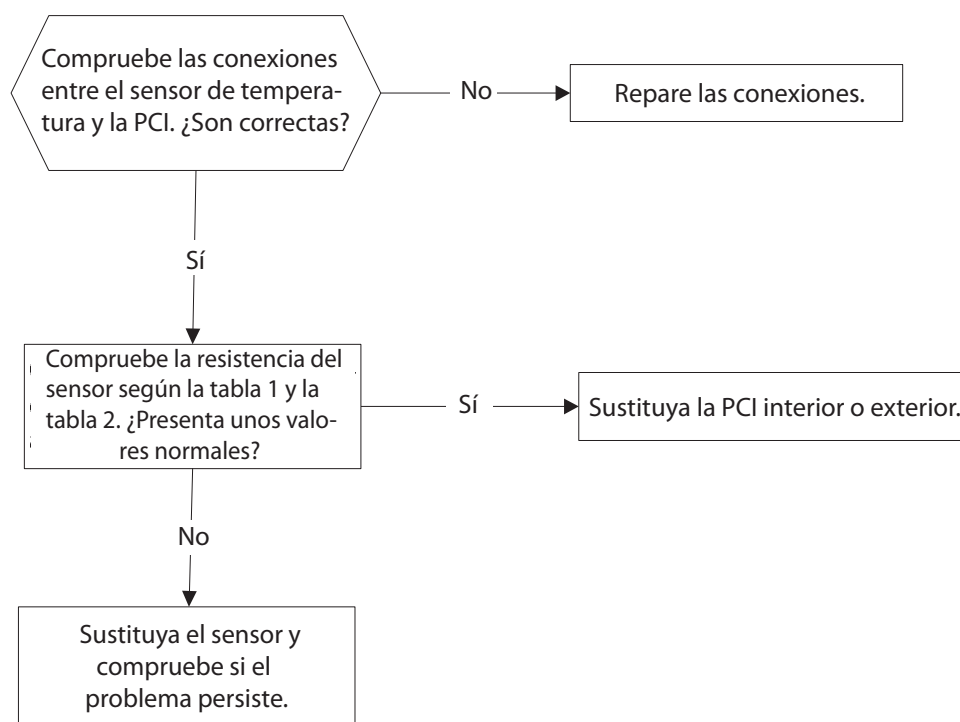 Compruebe las conexiones
entre el sensor de tempera-
tura y la PCI. ¿Son correctas?
No
Repare las conexiones.
Sí
Compruebe la resistencia del
sensor según la tabla 1 y la
tabla 2. ¿Presenta unos valo-
res normales?
Sí
Sustituya la PCI interior o exterior.
No
Sustituya el sensor y
compruebe si el
problema persiste.